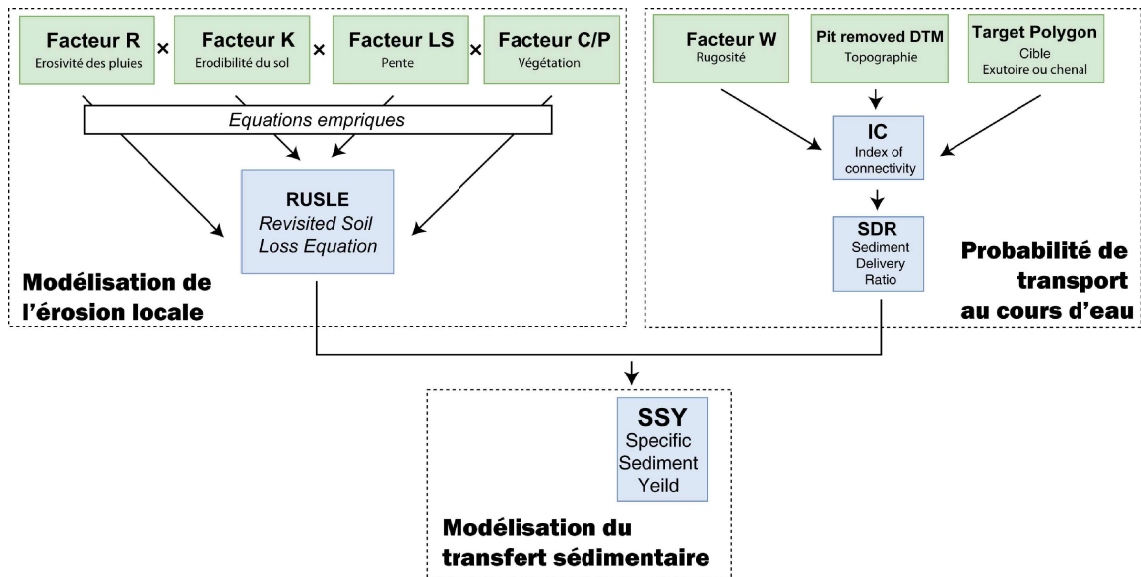 Facteur R
Erosivité des pluies
×
Facteur K
Erodibilité du sol
×
Facteur LS
Pente
×
Facteur C/P
Végétation
Equations empriques
RUSLE
Revisited Soil
Loss Equation
Modélisation de
l'érosion locale
Facteur W
Rugosité
Pit removed DTM
Topographie
Target Polygon
Cible
Exutoire ou chenal
IC
Index of
connectivity
SDR
Sediment
Delivery
Ratio
Probabilité de
transport
au cours d'eau
SSY
Specific
Sediment
Yeild
Modélisation du
transfert sédimentaire